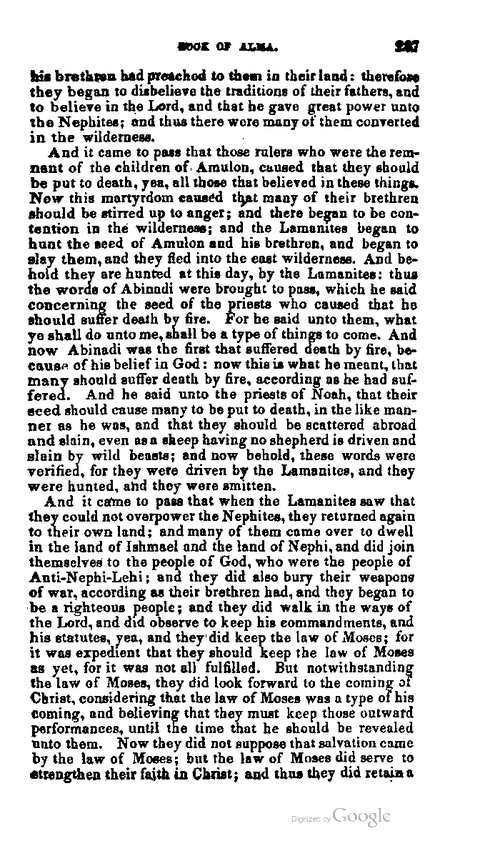 BOOK OF ALMA. 287
his brethren had preached to them in their land: therefore
they began to disbelieve the traditions of their fathers, and
to believe in the Lord, and that he gave great power unto
the Nephites; and thus there were many of them converted
in the wilderness.
And it came to pass that those rulers who were the rem-
nant of the children of Amulon, caused that they should
be put to death, yea, all those that believed in these things.
Now this martyrdom caused that many of their brethren
should be stirred up to anger; and there began to be con-
tention in the wilderness; and the Lamanites began to
hunt the seed of Amulon and his brethren, and began to
slay them, and they fled into the east wilderness. And be-
hold they are hunted at this day, by the Lamanites: thus
the words of Abinadi were brought to pass, which he said
concerning the seed of the priests who caused that he
should suffer death by fire. For he said unto them, what
ye shall do unto me, shall be a type of things to come. And
now Abinadi was the first that suffered death by fire, be-
cause of his belief in God: now this is what he meant, that
many should suffer death by fire, according as he had suf-
fered. And he said unto the priests of Noah, that their
seed should cause many to be put to death, in the like man-
ner as he was, and that they should be scattered abroad
and slain, even as a sheep having no shepherd is driven and
slain by wild beasts; and now behold, these words were
verified, for they were driven by the Lamanites, and they
were hunted, and they were smitten.
And it came to pass that when the Lamanites saw that
they could not overpower the Nephites, they returned again
to their own land; and many of them came over to dwell
in the land of Ishmael and the land of Nephi, and did join
themselves to the people of God, who were the people of
Anti-Nephi-Lehi; and they did also bury their weapons
of war, according as their brethren had, and they began to
be a righteous people; and they did walk in the ways of
the Lord, and did observe to keep his commandments, and
his statutes, yea, and they did keep the law of Moses; for
it was expedient that they should keep the law of Moses
as yet, for it was not all fulfilled. But notwithstanding
the law of Moses, they did look forward to the coming of
Christ, considering that the law of Moses was a type of his
coming, and believing that they must keep those outward
performances, until the time that he should be revealed
unto them. Now they did not suppose that salvation came
by the law of Moses; but the law of Moses did serve to
strengthen their faith in Christ; and thus they did retain a
Digitized by Google